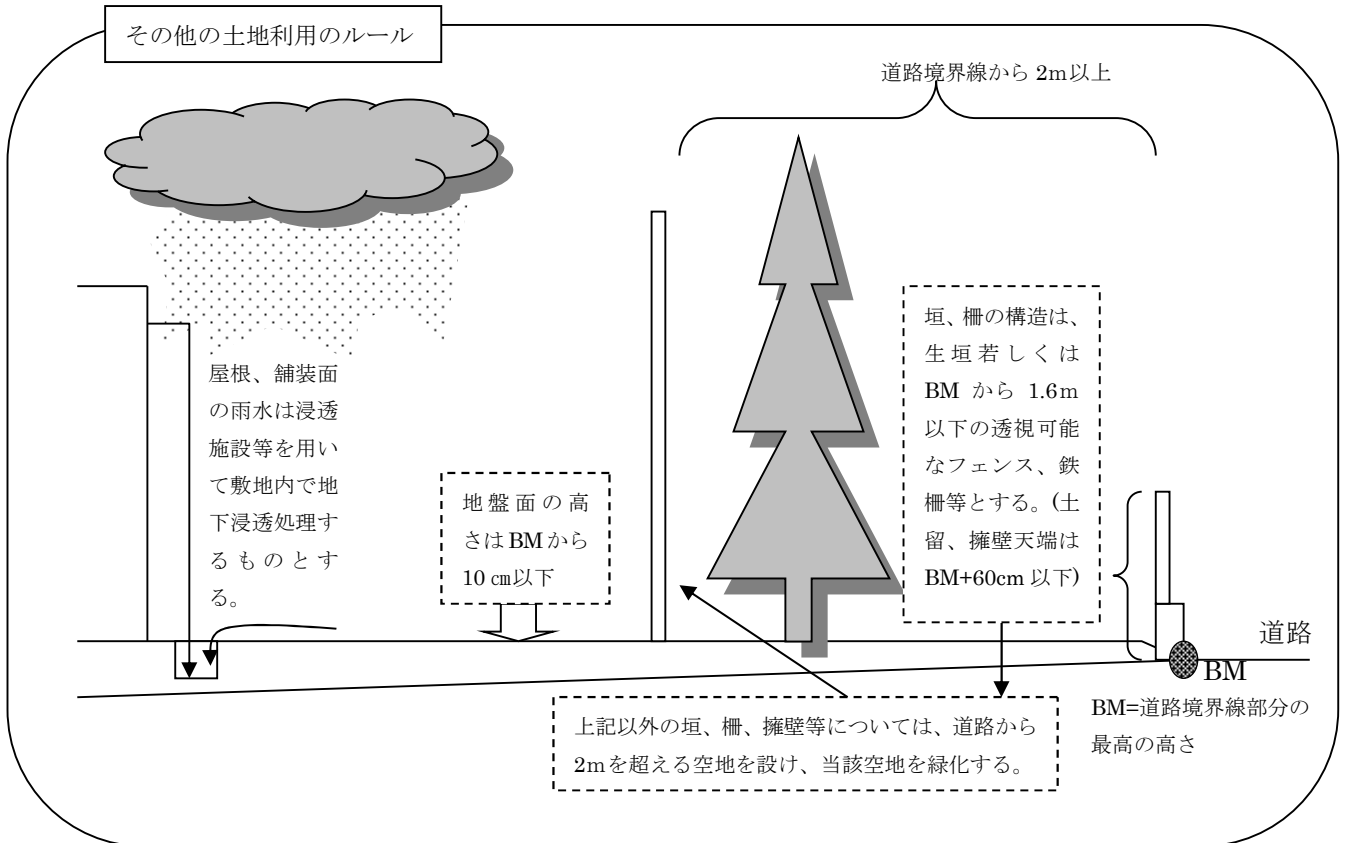 その他の土地利用のルール
道路境界線から 2m以上
屋根、舗装面
の雨水は浸透
施設等を用い
て敷地内で地
下浸透処理す
るものとす
る。
地盤面の高
さは BM から
10 ㎝以下
垣、柵の構造は、
生垣若しくは
BM から 1.6m
以下の透視可能
なフェンス、鉄
柵等とする。(土
留、擁壁天端は
BM+60cm 以下)
道路
BM
BM=道路境界線部分の
最高の高さ
上記以外の垣、柵、擁壁等については、道路から
2mを超える空地を設け、当該空地を緑化する。